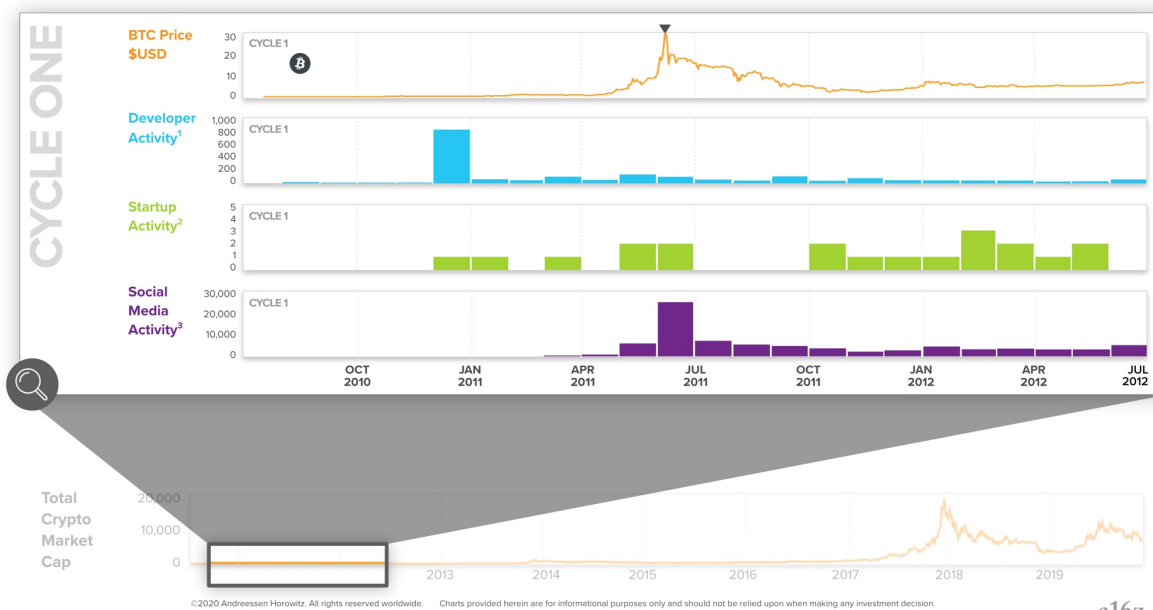 CYCLE ONE
BTC Price
$USD
30
20
10
0
CYCLE 1
₿
Developer
Activity1
1,000
800
600
400
200
0
CYCLE 1
Startup
Activity2
5
4
3
2
1
0
CYCLE 1
Social
Media
Activity3
30,000
20,000
10,000
0
CYCLE 1
OCT JAN APR JUL OCT JAN APR JUL
2010 2011 2011 2011 2011 2012 2012 2012
Total
Crypto
Market
Cap
20,000
10,000
0
2013 2014 2015 2016 2017 2018 2019
©2020 Andreessen Horowitz. All rights reserved worldwide. Charts provided herein are for informational purposes only and should not be relied upon when making any investment decision.
a16z